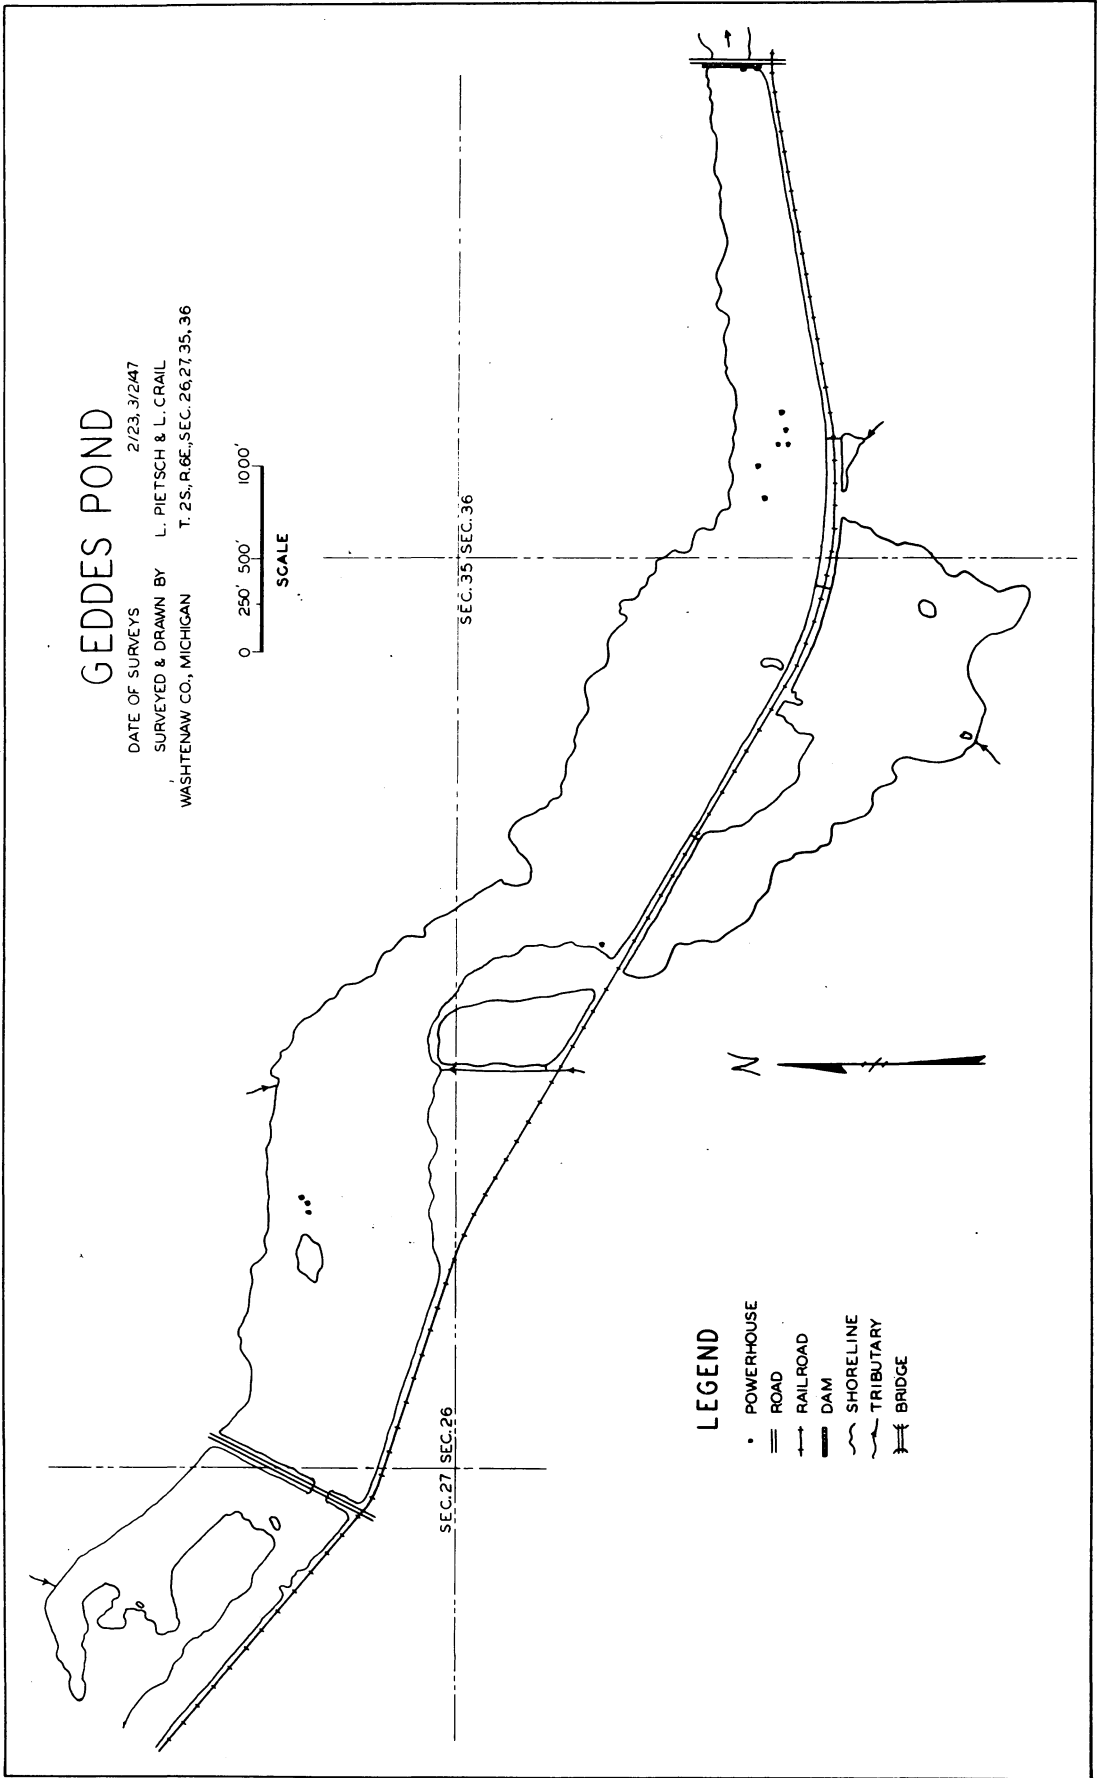 GEDDES POND
DATE OF SURVEYS 2/23, 3/2/47
SURVEYED & DRAWN BY L. PIETSCH & L. CRAIL
WASHTENAW CO., MICHIGAN T. 2S., R.6E., SEC. 26, 27, 35, 36
0 250' 500' 1000'
SCALE
SEC. 35 SEC. 36
SEC. 27 SEC. 26
N
LEGEND
POWERHOUSE
ROAD
RAILROAD
DAM
SHORELINE
TRIBUTARY
BRIDGE